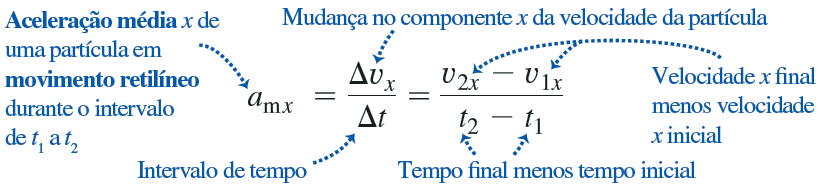 Aceleração média x de
uma partícula em
movimento retilíneo
durante o intervalo
de t₁ a t₂
Mudança no componente x da velocidade da partícula
aₘₓ = Δvₓ/Δt = (v₂ₓ − v₁ₓ)/(t₂ − t₁)
Velocidade x final
menos velocidade
x inicial
Intervalo de tempo
Tempo final menos tempo inicial